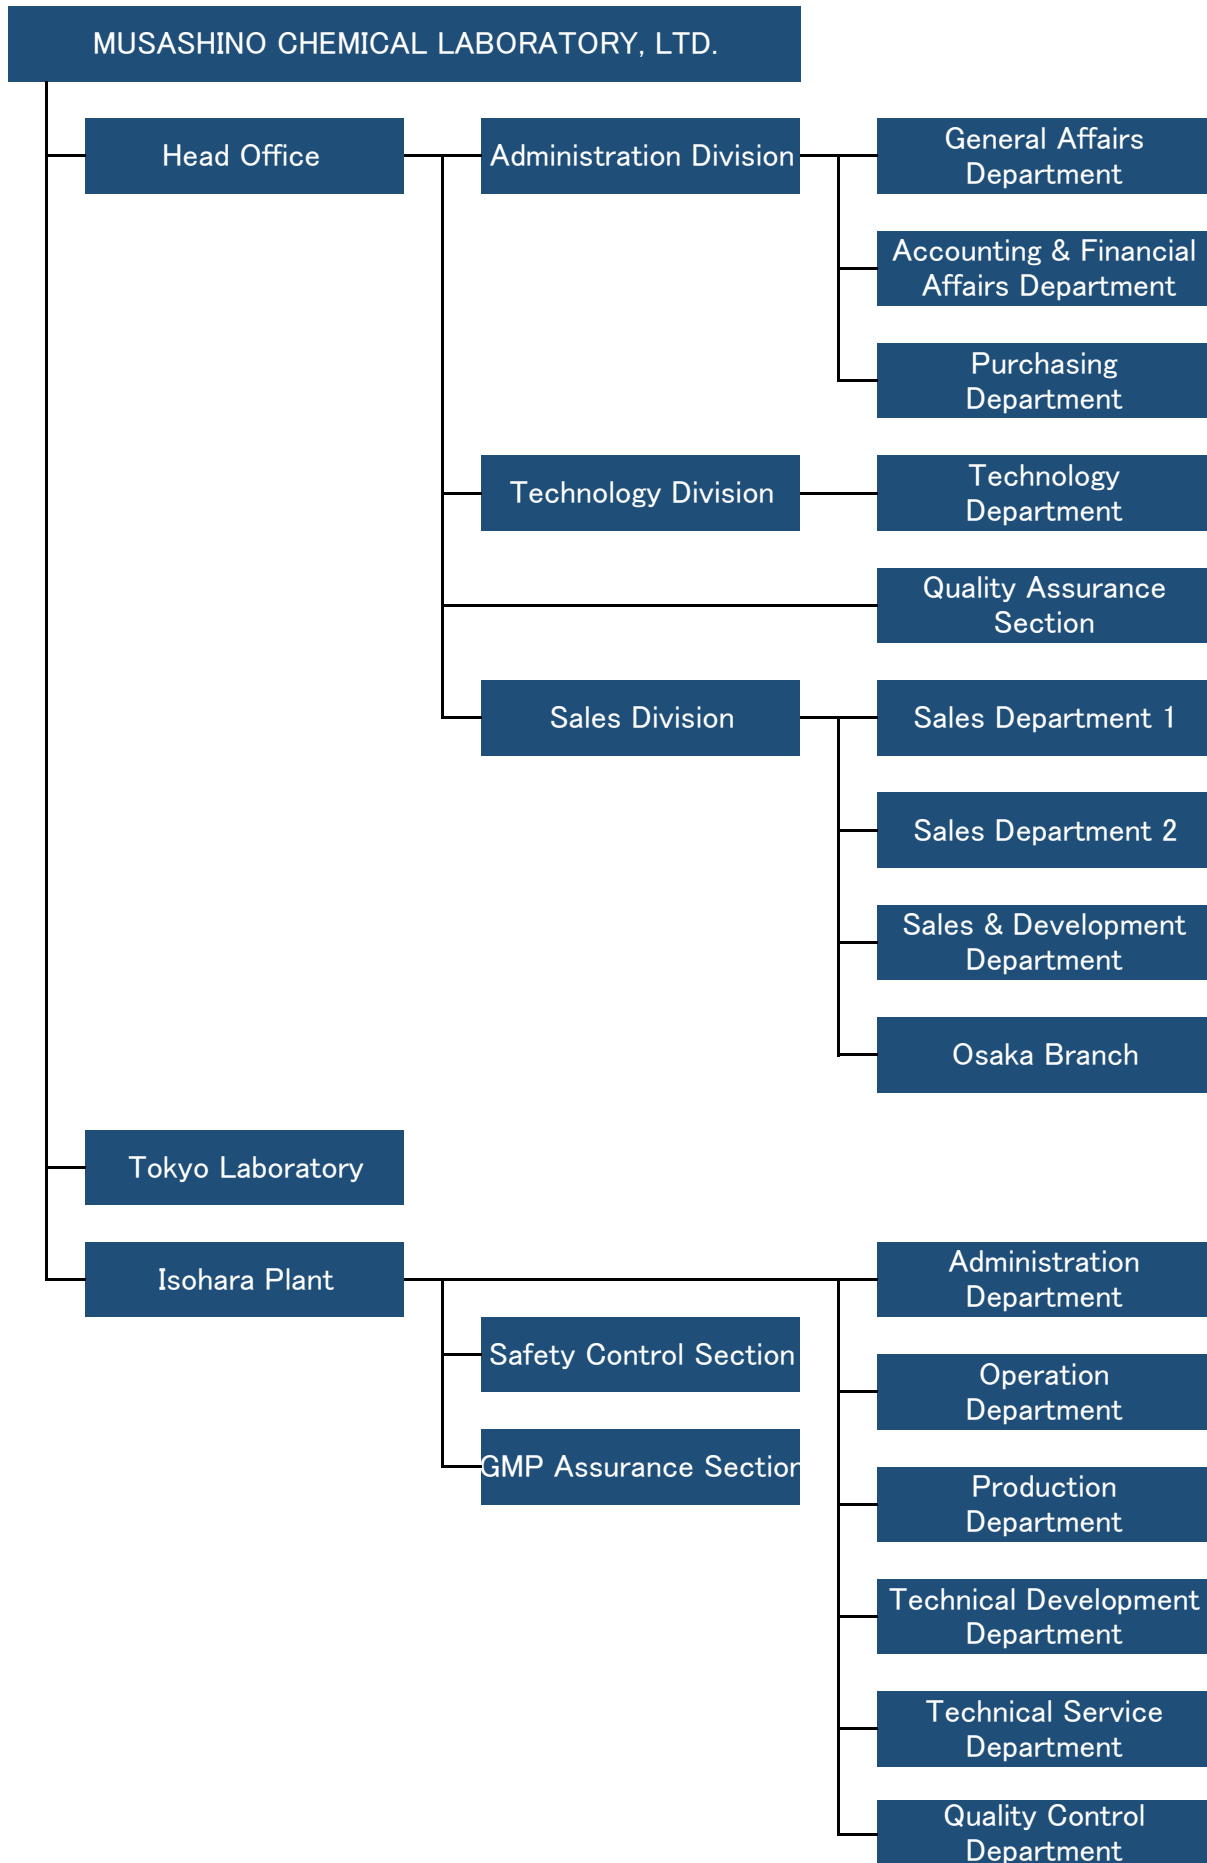 MUSASHINO CHEMICAL LABORATORY, LTD.
Head Office
Administration Division
General Affairs
Department
Accounting & Financial
Affairs Department
Purchasing
Department
Technology Division
Technology
Department
Quality Assurance
Section
Sales Division
Sales Department 1
Sales Department 2
Sales & Development
Department
Osaka Branch
Tokyo Laboratory
Isohara Plant
Administration
Department
Safety Control Section
Operation
Department
GMP Assurance Section
Production
Department
Technical Development
Department
Technical Service
Department
Quality Control
Department